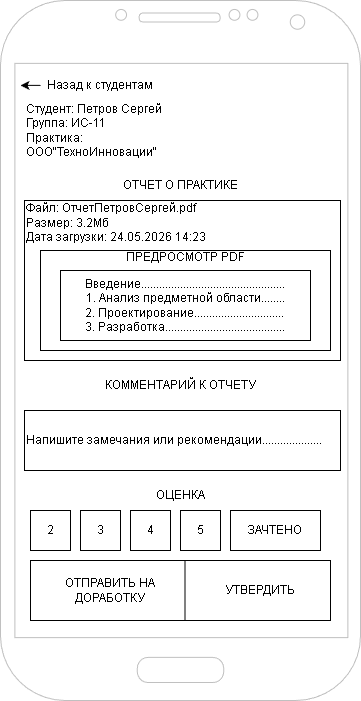 Назад к студентам
Студент: Петров Сергей
Группа: ИС-11
Практика:
ООО"ТехноИнновации"
ОТЧЕТ О ПРАКТИКЕ
Файл: ОтчетПетровСергей.pdf
Размер: 3.2Мб
Дата загрузки: 24.05.2026 14:23
ПРЕДРОСМОТР PDF
Введение................................................
1. Анализ предметной области........
2. Проектирование..............................
3. Разработка........................................
КОММЕНТАРИЙ К ОТЧЕТУ
Напишите замечания или рекомендации....................
ОЦЕНКА
2 3 4 5 ЗАЧТЕНО
ОТПРАВИТЬ НА
ДОРАБОТКУ
УТВЕРДИТЬ